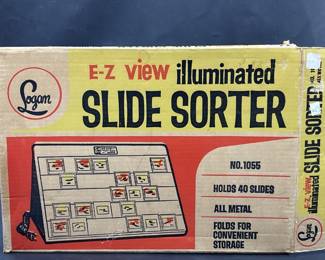 Logan
E-Z view illuminated
SLIDE SORTER
NO. 1055
HOLDS 40 SLIDES
ALL METAL
FOLDS FOR
CONVENIENT
STORAGE
E-Z view
illuminated
SLIDE SORTER
Logan